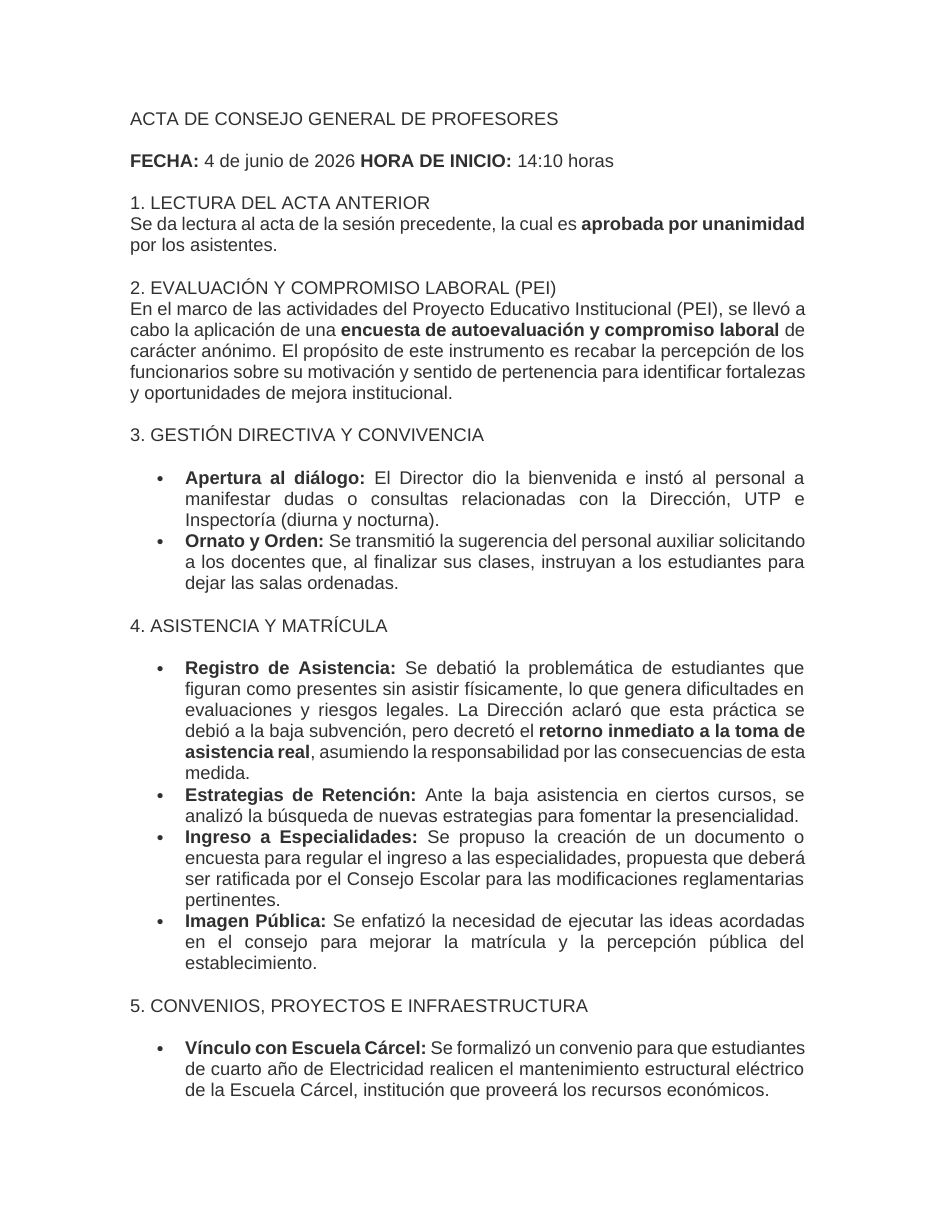 ACTA DE CONSEJO GENERAL DE PROFESORES
FECHA: 4 de junio de 2026 HORA DE INICIO: 14:10 horas
1. LECTURA DEL ACTA ANTERIOR
Se da lectura al acta de la sesión precedente, la cual es aprobada por unanimidad
por los asistentes.
2. EVALUACIÓN Y COMPROMISO LABORAL (PEI)
En el marco de las actividades del Proyecto Educativo Institucional (PEI), se llevó a
cabo la aplicación de una encuesta de autoevaluación y compromiso laboral de
carácter anónimo. El propósito de este instrumento es recabar la percepción de los
funcionarios sobre su motivación y sentido de pertenencia para identificar fortalezas
y oportunidades de mejora institucional.
3. GESTIÓN DIRECTIVA Y CONVIVENCIA
• Apertura al diálogo: El Director dio la bienvenida e instó al personal a
manifestar dudas o consultas relacionadas con la Dirección, UTP e
Inspectoría (diurna y nocturna).
• Ornato y Orden: Se transmitió la sugerencia del personal auxiliar solicitando
a los docentes que, al finalizar sus clases, instruyan a los estudiantes para
dejar las salas ordenadas.
4. ASISTENCIA Y MATRÍCULA
• Registro de Asistencia: Se debatió la problemática de estudiantes que
figuran como presentes sin asistir físicamente, lo que genera dificultades en
evaluaciones y riesgos legales. La Dirección aclaró que esta práctica se
debió a la baja subvención, pero decretó el retorno inmediato a la toma de
asistencia real, asumiendo la responsabilidad por las consecuencias de esta
medida.
• Estrategias de Retención: Ante la baja asistencia en ciertos cursos, se
analizó la búsqueda de nuevas estrategias para fomentar la presencialidad.
• Ingreso a Especialidades: Se propuso la creación de un documento o
encuesta para regular el ingreso a las especialidades, propuesta que deberá
ser ratificada por el Consejo Escolar para las modificaciones reglamentarias
pertinentes.
• Imagen Pública: Se enfatizó la necesidad de ejecutar las ideas acordadas
en el consejo para mejorar la matrícula y la percepción pública del
establecimiento.
5. CONVENIOS, PROYECTOS E INFRAESTRUCTURA
• Vínculo con Escuela Cárcel: Se formalizó un convenio para que estudiantes
de cuarto año de Electricidad realicen el mantenimiento estructural eléctrico
de la Escuela Cárcel, institución que proveerá los recursos económicos.